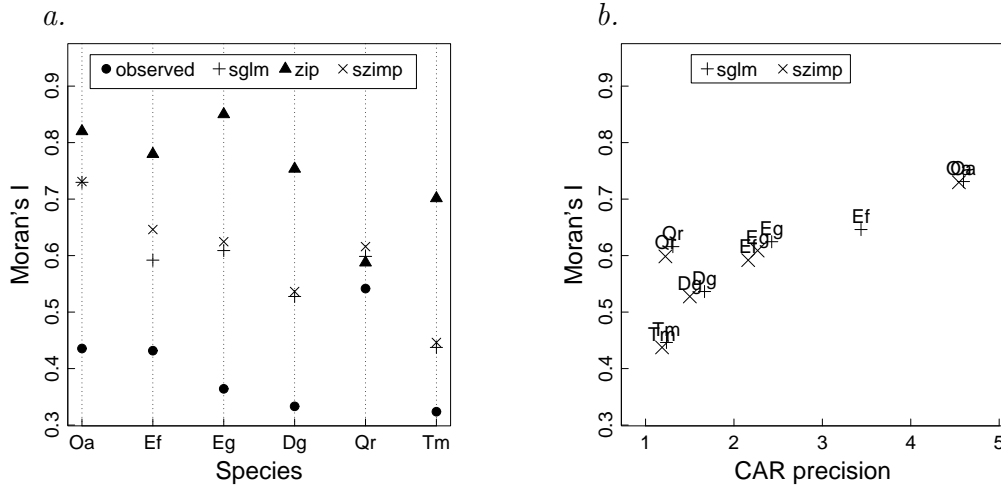 a.
observed sglm zip szimp
Moran's I
0.3 0.4 0.5 0.6 0.7 0.8 0.9
Oa Ef Eg Dg Qr Tm
Species
b.
sglm szimp
Moran's I
0.3 0.4 0.5 0.6 0.7 0.8 0.9
Oa
Oa
Ef
Eg
Eg
Ef
Qr
Qr
Dg
Dg
Tm
Tm
1 2 3 4 5
CAR precision